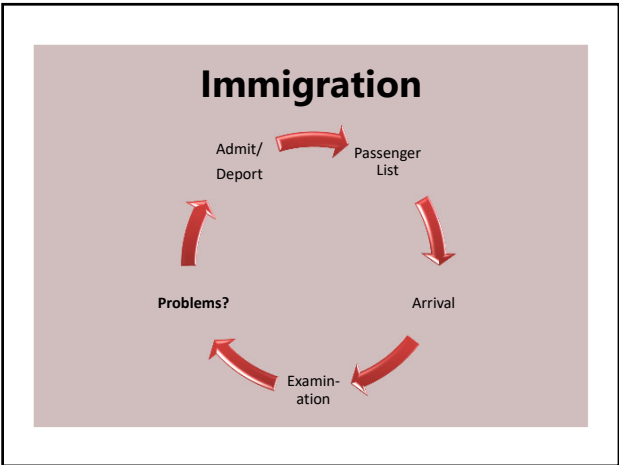 Immigration
Admit/
Deport
Passenger
List
Arrival
Examin-
ation
Problems?